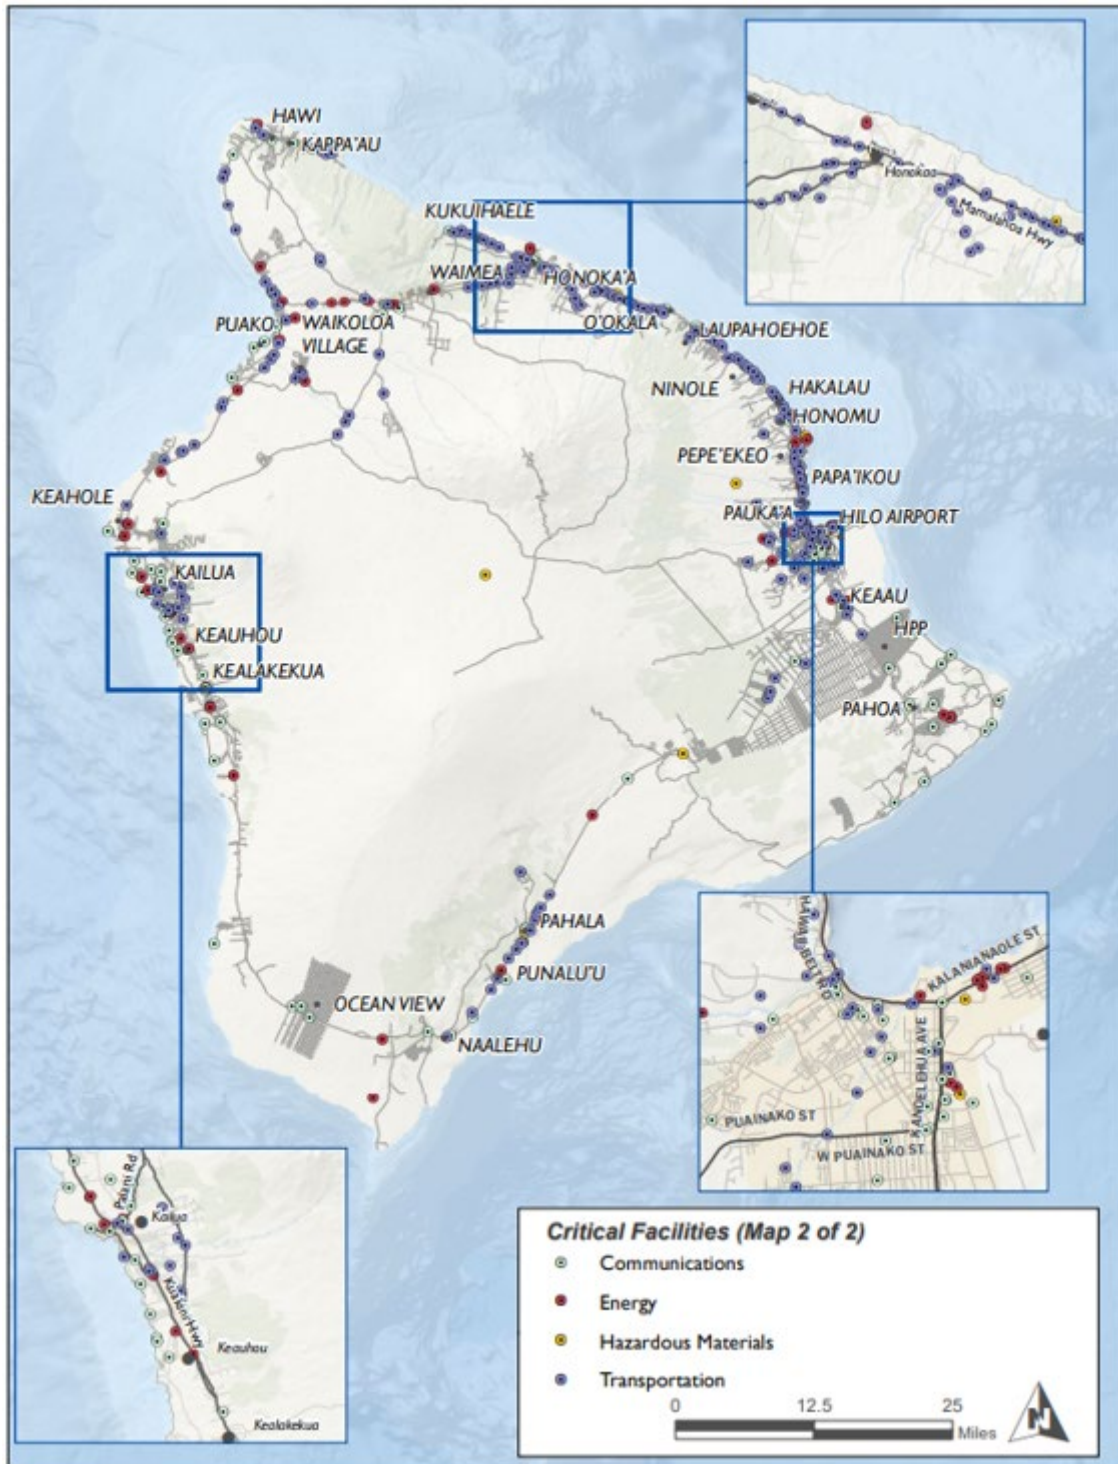 HAWI
KAPPA'AU
KUKUIHAELE
WAIMEA
HONOKA'A
O'OKALA
PUAKO
WAIKOLOA
VILLAGE
LAUPAHOEHOE
NINOLE
HAKALAU
HONOMU
PEPE'EKEO
PAPA'IKOU
KEAHOLE
PAUKA'A
HILO AIRPORT
KAILUA
KEAAU
KEAUHOU
HPP
KEALAKEKUA
PAHOA
PAHALA
PUNALU'U
OCEAN VIEW
NAALEHU
Honokaa
Mamalahoa Hwy
HAWAII BELT RD
KALANIANAOLE ST
KANOELEHUA AVE
PUAINAKO ST
W PUAINAKO ST
Palani Rd
Kailua
Kuakini Hwy
Keauhou
Kealakekua
Critical Facilities (Map 2 of 2)
Communications
Energy
Hazardous Materials
Transportation
0 12.5 25
Miles
N